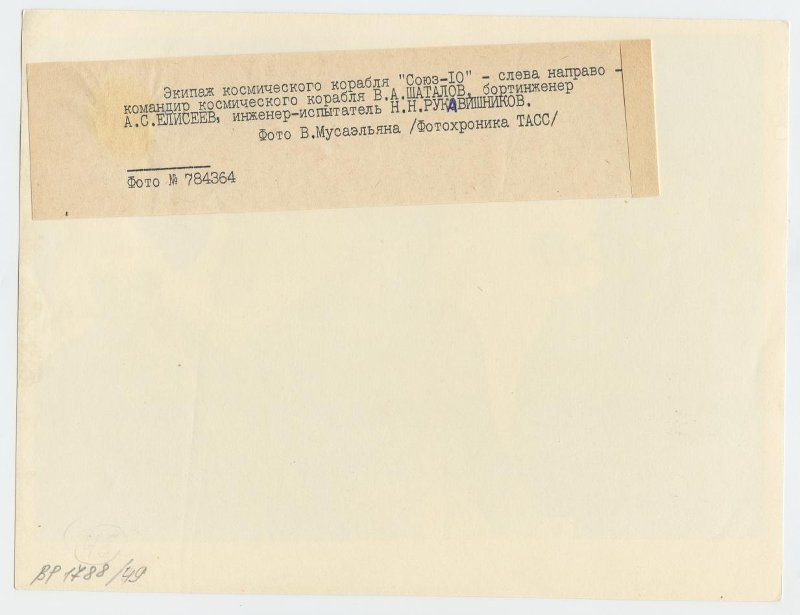 Экипаж космического корабля "Союз-IO" - слева направо -
командир космического корабля В.А.ШАТАЛОВ, бортинженер
А.С.ЕЛИСЕЕВ, инженер-испытатель Н.Н.РУКАВИШНИКОВ.
Фото В.Мусаэльяна /Фотохроника ТАСС/
Фото № 784364
ВР 1788/49